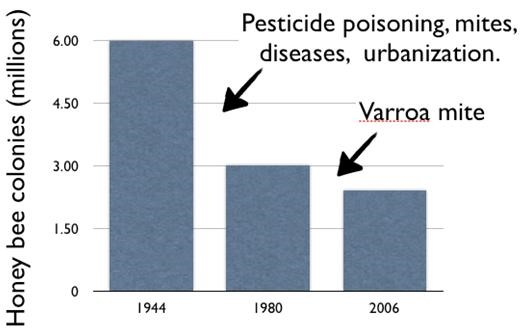 Pesticide poisoning, mites,
diseases, urbanization.
Varroa mite
Honey bee colonies (millions)
6.00
4.50
3.00
1.50
0
1944 1980 2006